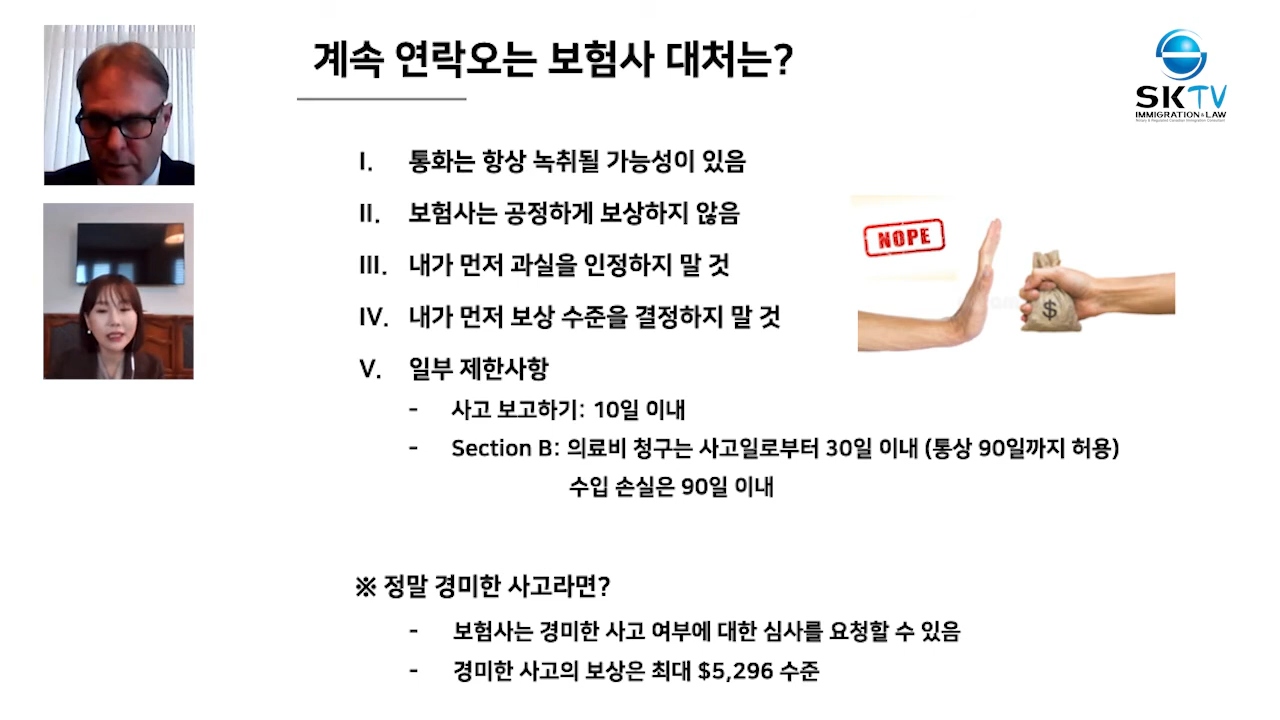 계속 연락오는 보험사 대처는?
SKTV
IMMIGRATION & LAW
I. 통화는 항상 녹취될 가능성이 있음
II. 보험사는 공정하게 보상하지 않음
NOPE
III. 내가 먼저 과실을 인정하지 말 것
$
IV. 내가 먼저 보상 수준을 결정하지 말 것
V. 일부 제한사항
- 사고 보고하기: 10일 이내
- Section B: 의료비 청구는 사고일로부터 30일 이내 (통상 90일까지 허용)
수입 손실은 90일 이내
※ 정말 경미한 사고라면?
- 보험사는 경미한 사고 여부에 대한 심사를 요청할 수 있음
- 경미한 사고의 보상은 최대 $5,296 수준